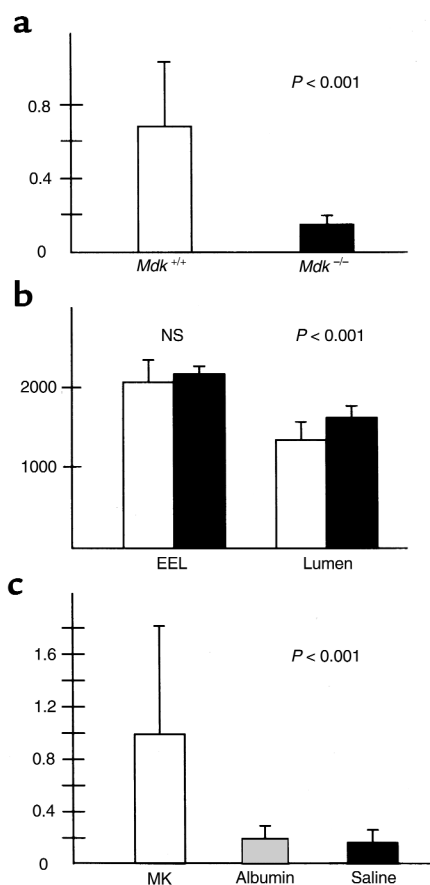 a
P < 0.001
0.8
0.4
0
Mdk +/+ Mdk −/−
b
NS P < 0.001
2000
1000
EEL Lumen
c
1.6
P < 0.001
1.2
0.8
0.4
0
MK Albumin Saline